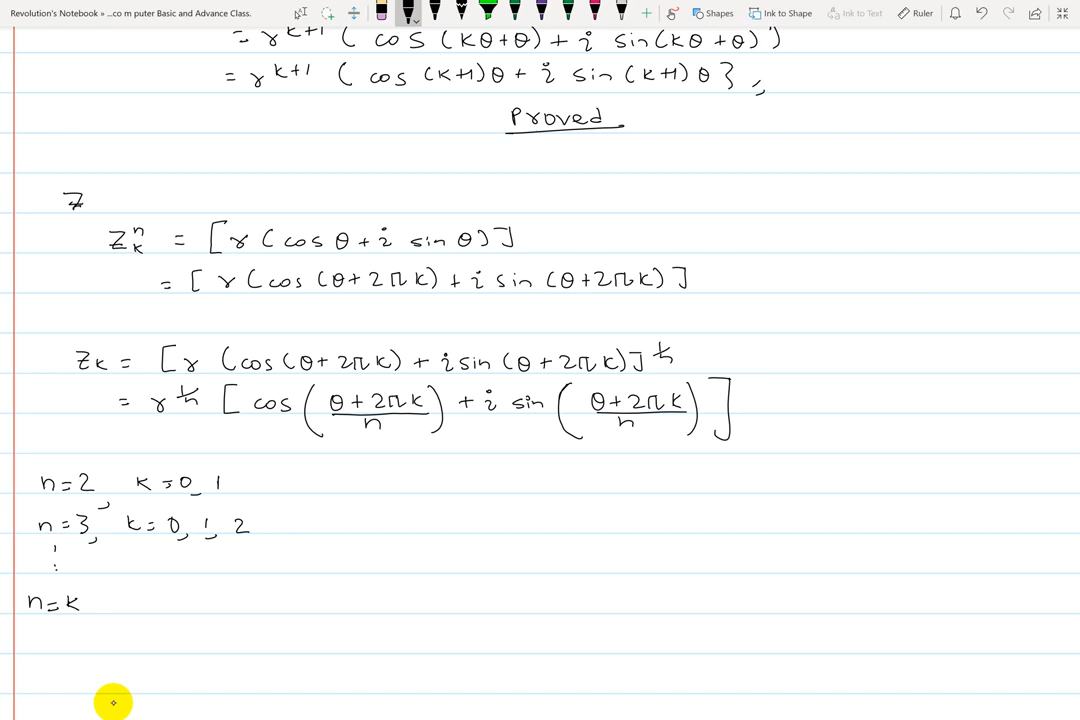 Revolution's Notebook » ...co m puter Basic and Advance Class.
Shapes Ink to Shape Ink to Text Ruler
= r^{k+1} ( cos (kθ+θ) + i sin(kθ+θ) )
= r^{k+1} ( cos (k+1)θ + i sin (k+1)θ },
Proved
Z
Z_k^n = [r (cos θ + i sin θ)]
= [ r (cos (θ+2πk) + i sin (θ+2πk) ]
Z_k = [r (cos(θ+2πk) + i sin (θ+2πk)]^{1/n}
= r^{1/n} [ cos ( (θ+2πk)/n ) + i sin ( (θ+2πk)/n ) ]
n=2, k=0, 1
n=3, k=0, 1, 2
⋮
n=k